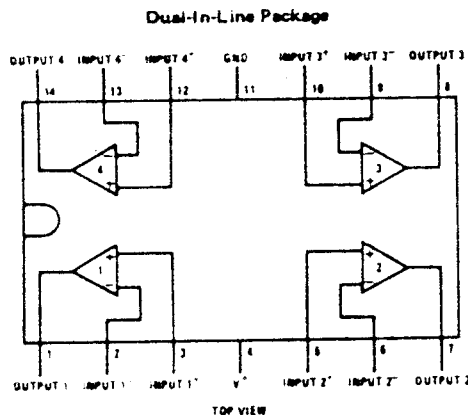 Dual-In-Line Package
OUTPUT 4 INPUT 4⁻ INPUT 4⁺ GND INPUT 3⁺ INPUT 3⁻ OUTPUT 3
14 13 12 11 10 9 8
4 3
1 2
1 2 3 4 5 6 7
OUTPUT 1 INPUT 1⁻ INPUT 1⁺ V⁺ INPUT 2⁺ INPUT 2⁻ OUTPUT 2
TOP VIEW